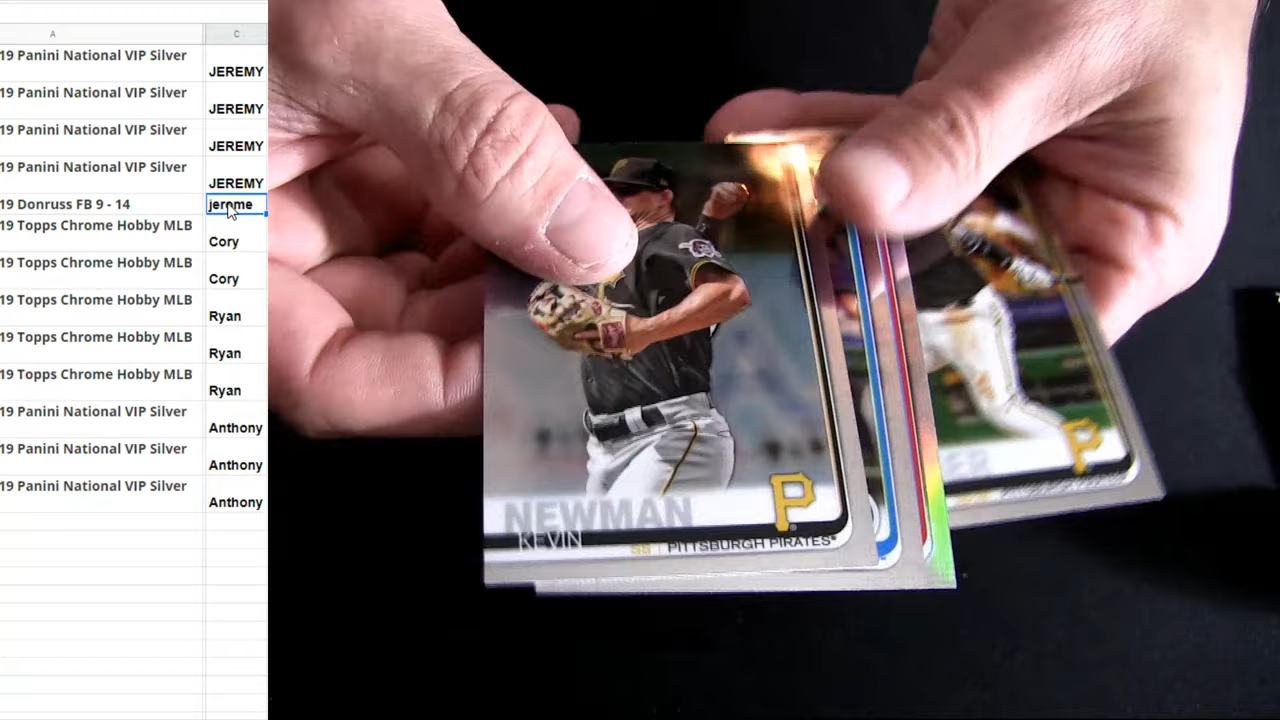 A C
19 Panini National VIP Silver JEREMY
19 Panini National VIP Silver JEREMY
19 Panini National VIP Silver JEREMY
19 Panini National VIP Silver JEREMY
19 Donruss FB 9 - 14 jerome
19 Topps Chrome Hobby MLB Cory
19 Topps Chrome Hobby MLB Cory
19 Topps Chrome Hobby MLB Ryan
19 Topps Chrome Hobby MLB Ryan
19 Topps Chrome Hobby MLB Ryan
19 Panini National VIP Silver Anthony
19 Panini National VIP Silver Anthony
19 Panini National VIP Silver Anthony
P
NEWMAN
KEVIN
SS PITTSBURGH PIRATES
P